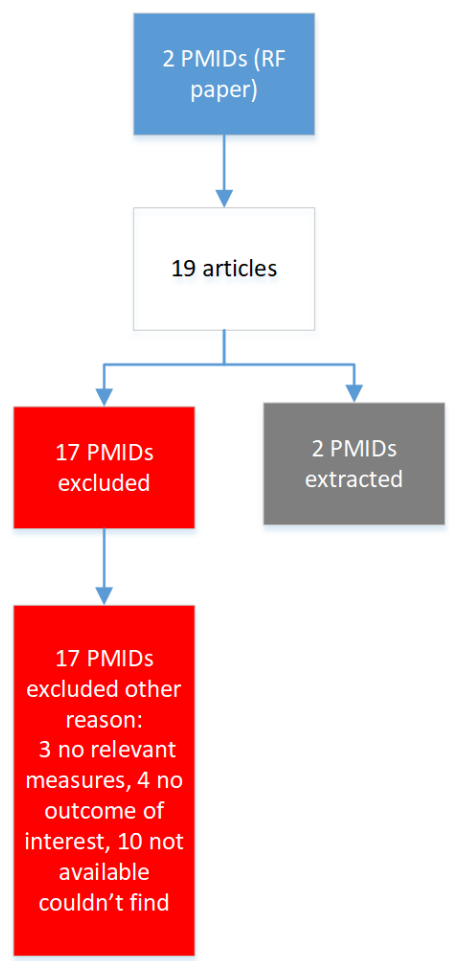 2 PMIDs (RF
paper)
19 articles
17 PMIDs
excluded
2 PMIDs
extracted
17 PMIDs
excluded other
reason:
3 no relevant
measures, 4 no
outcome of
interest, 10 not
available
couldn’t find